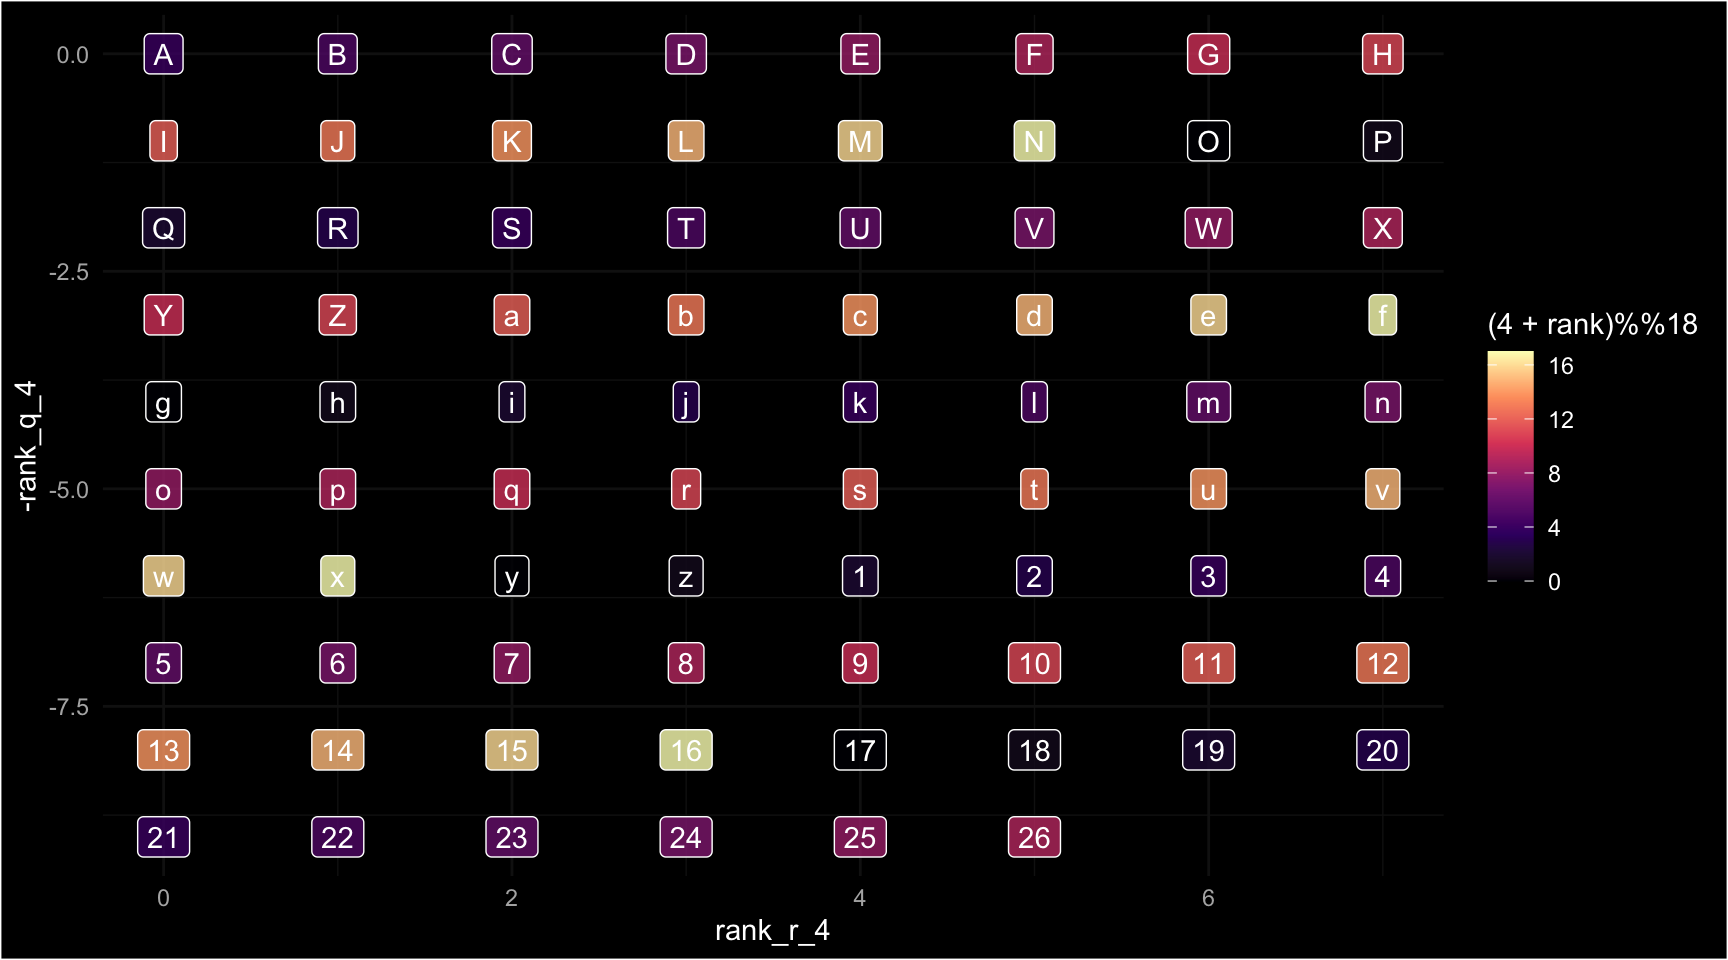 0.0 A B C D E F G H
I J K L M N O P
Q R S T U V W X
-2.5
Y Z a b c d e f
(4 + rank)%%18
16
12
8
4
0
g h i j k l m n
-rank_q_4
-5.0 o p q r s t u v
w x y z 1 2 3 4
5 6 7 8 9 10 11 12
-7.5
13 14 15 16 17 18 19 20
21 22 23 24 25 26
0 2 4 6
rank_r_4